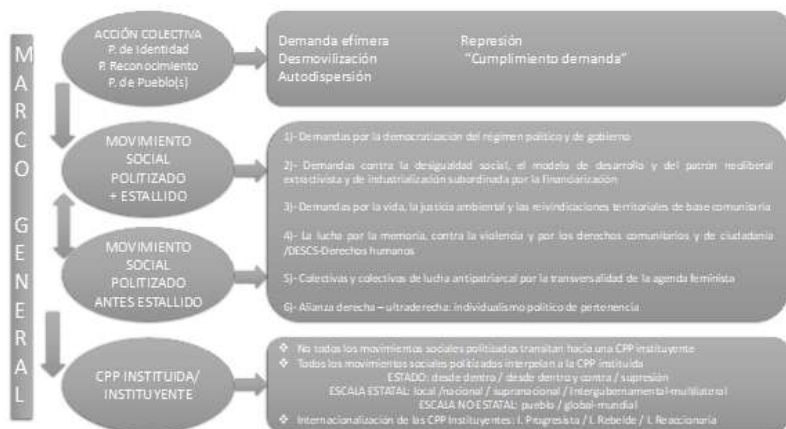 MARCO GENERAL
ACCIÓN COLECTIVA
P. de Identidad
P. Reconocimiento
P. de Pueblo(s)
Demanda efímera Represión
Desmovilización "Cumplimiento demanda"
Autodispersión
MOVIMIENTO
SOCIAL
POLITIZADO
+ ESTALLIDO
MOVIMIENTO
SOCIAL
POLITIZADO
ANTES ESTALLIDO
1)- Demandas por la democratización del régimen político y de gobierno
2)- Demandas contra la desigualdad social, el modelo de desarrollo y del patrón neoliberal
extractivista y de industrialización subordinada por la financiarización
3)- Demandas por la vida, la justicia ambiental y las reivindicaciones territoriales de base comunitaria
4)- La lucha por la memoria, contra la violencia y por los derechos comunitarios y de ciudadanía
/DESCS-Derechos humanos
5)- Colectivas y colectivos de lucha antipatriarcal por la transversalidad de la agenda feminista
6)- Alianza derecha – ultraderecha: individualismo político de pertenencia
CPP INSTITUIDA/
INSTITUYENTE
❖ No todos los movimientos sociales politizados transitan hacia una CPP instituyente
❖ Todos los movimientos sociales politizados interpelan a la CPP instituida
ESTADO: desde dentro / desde dentro y contra / supresión
ESCALA ESTATAL: local /nacional / supranacional / Intergubernamental-multilateral
ESCALA NO ESTATAL: pueblo / global-mundial
❖ Internacionalización de las CPP Instituyentes: I. Progresista / I. Rebelde / I. Reaccionaria